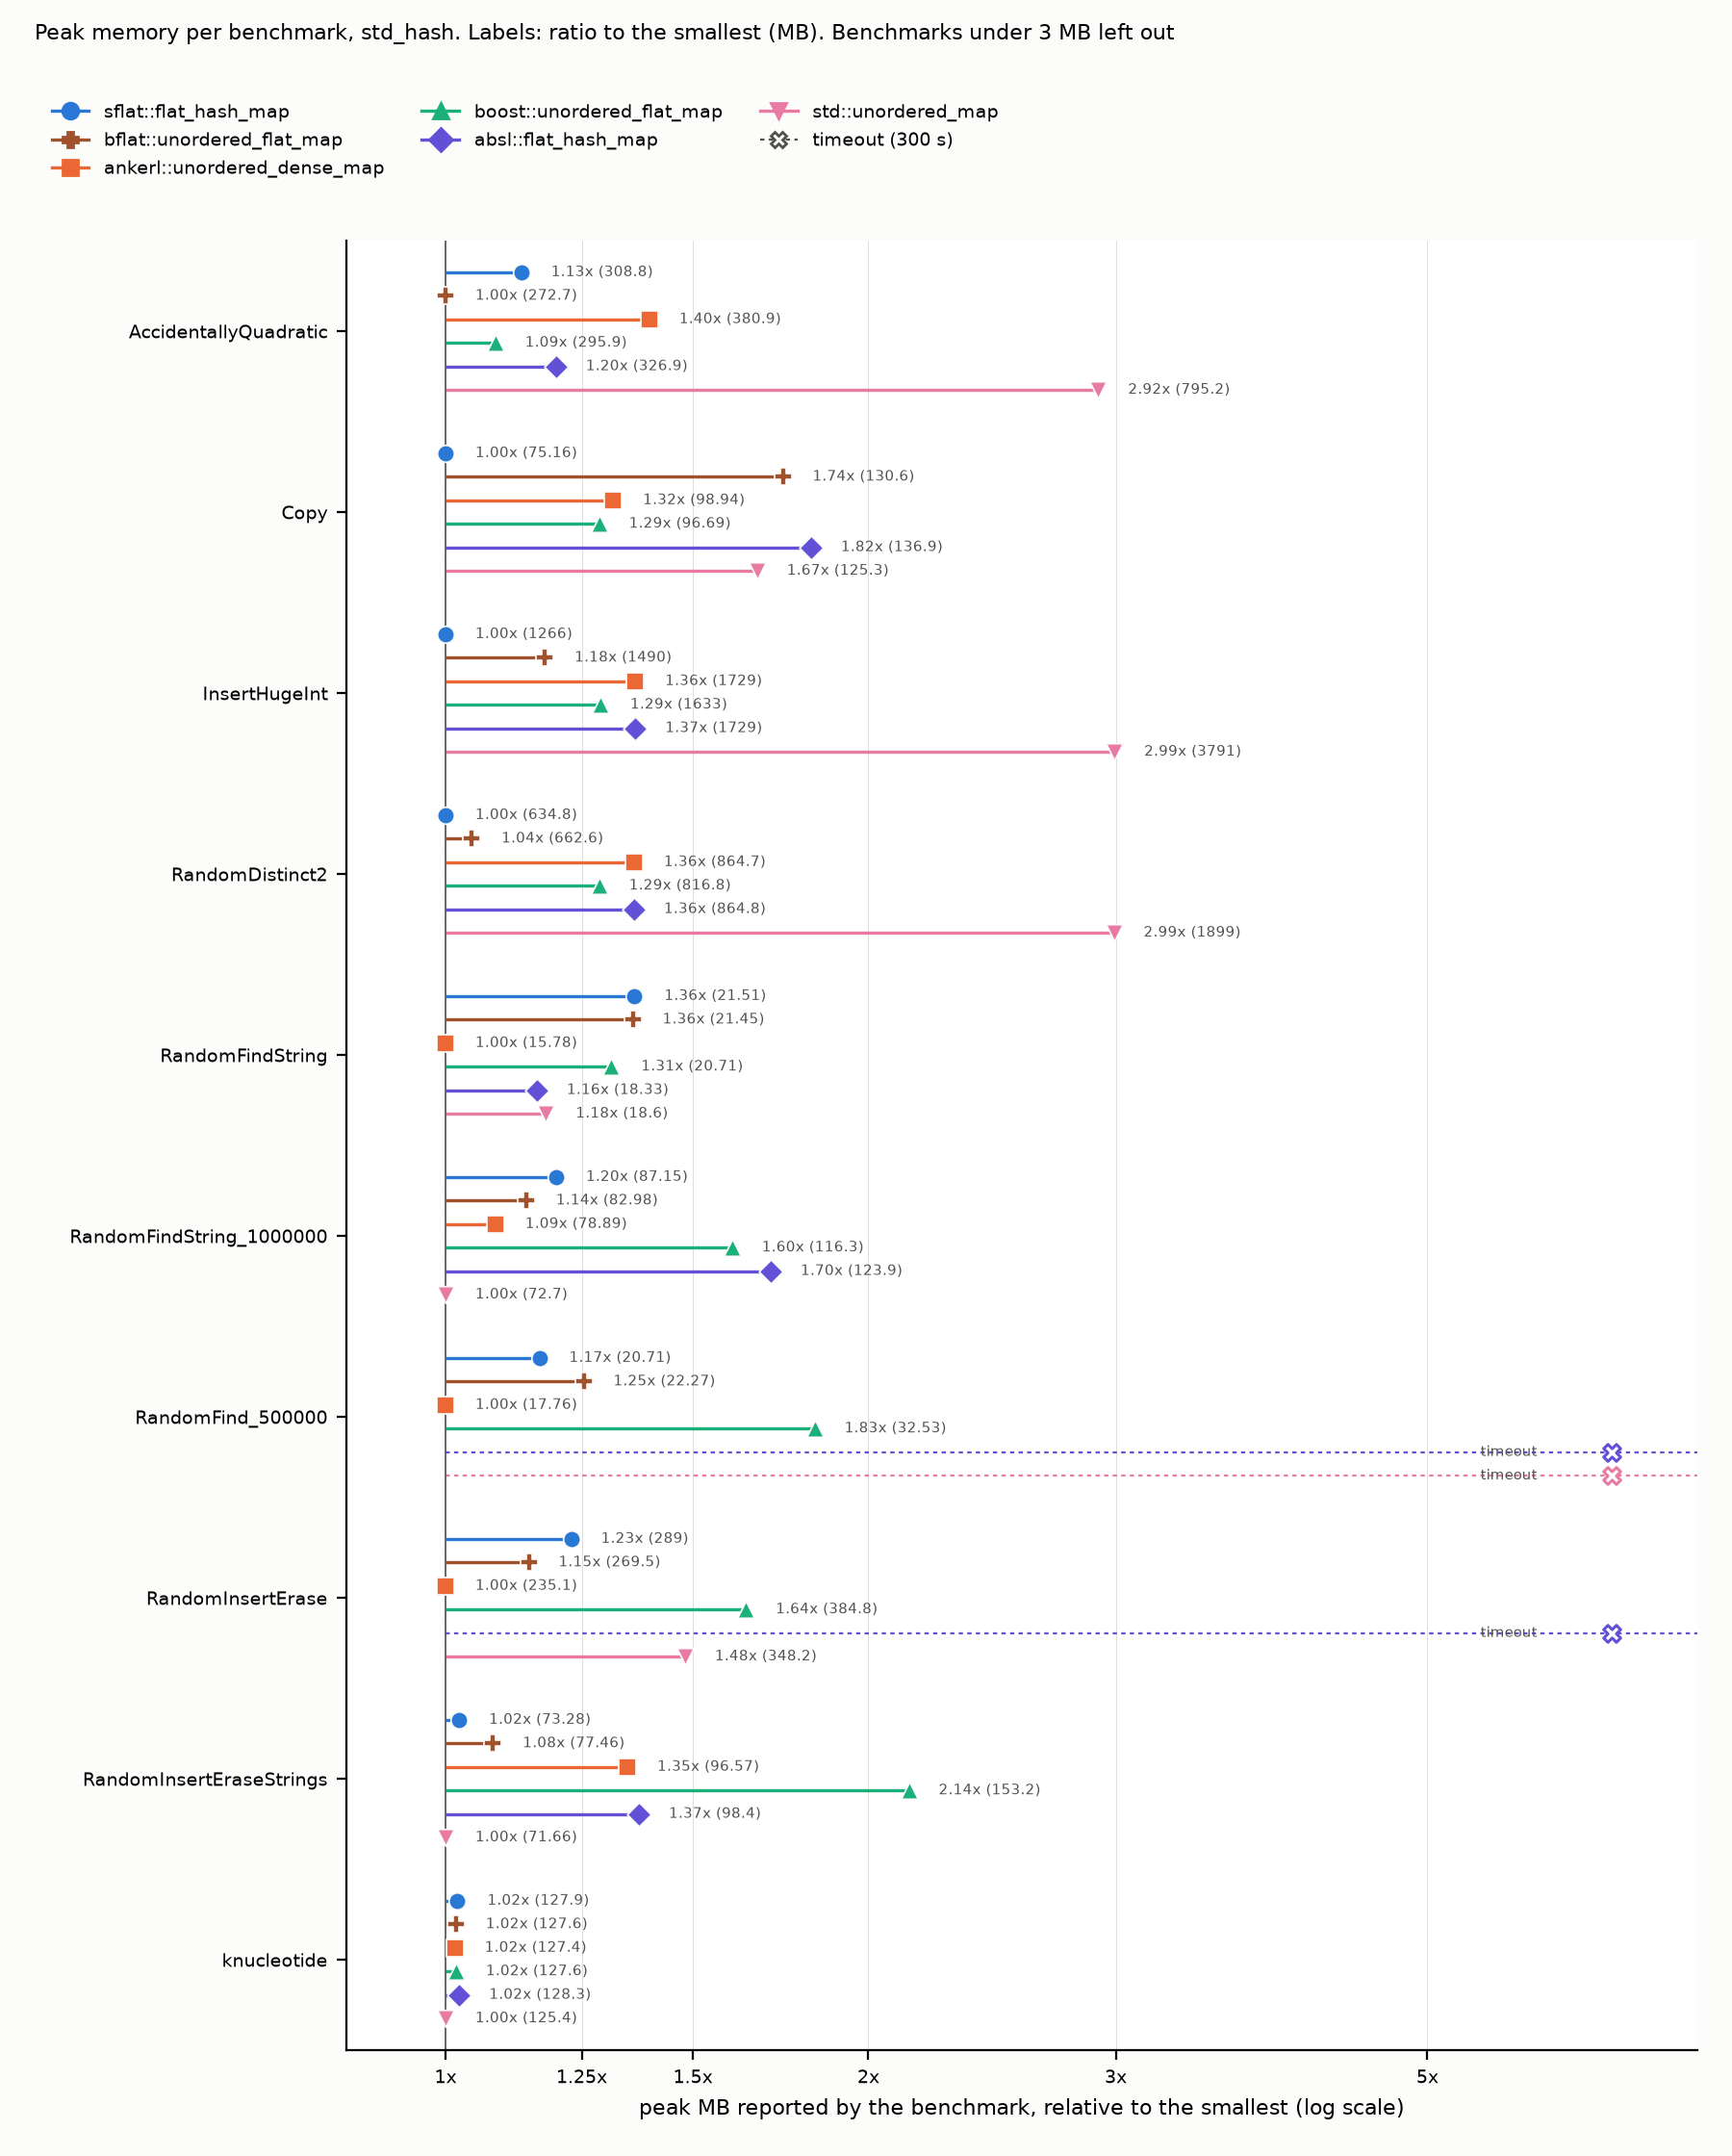 Peak memory per benchmark, std_hash. Labels: ratio to the smallest (MB). Benchmarks under 3 MB left out
sflat::flat_hash_map
bflat::unordered_flat_map
ankerl::unordered_dense_map
boost::unordered_flat_map
absl::flat_hash_map
std::unordered_map
timeout (300 s)
AccidentallyQuadratic
1.13x (308.8)
1.00x (272.7)
1.40x (380.9)
1.09x (295.9)
1.20x (326.9)
2.92x (795.2)
Copy
1.00x (75.16)
1.74x (130.6)
1.32x (98.94)
1.29x (96.69)
1.82x (136.9)
1.67x (125.3)
InsertHugeInt
1.00x (1266)
1.18x (1490)
1.36x (1729)
1.29x (1633)
1.37x (1729)
2.99x (3791)
RandomDistinct2
1.00x (634.8)
1.04x (662.6)
1.36x (864.7)
1.29x (816.8)
1.36x (864.8)
2.99x (1899)
RandomFindString
1.36x (21.51)
1.36x (21.45)
1.00x (15.78)
1.31x (20.71)
1.16x (18.33)
1.18x (18.6)
RandomFindString_1000000
1.20x (87.15)
1.14x (82.98)
1.09x (78.89)
1.60x (116.3)
1.70x (123.9)
1.00x (72.7)
RandomFind_500000
1.17x (20.71)
1.25x (22.27)
1.00x (17.76)
1.83x (32.53)
timeout
timeout
RandomInsertErase
1.23x (289)
1.15x (269.5)
1.00x (235.1)
1.64x (384.8)
timeout
1.48x (348.2)
RandomInsertEraseStrings
1.02x (73.28)
1.08x (77.46)
1.35x (96.57)
2.14x (153.2)
1.37x (98.4)
1.00x (71.66)
knucleotide
1.02x (127.9)
1.02x (127.6)
1.02x (127.4)
1.02x (127.6)
1.02x (128.3)
1.00x (125.4)
1x 1.25x 1.5x 2x 3x 5x
peak MB reported by the benchmark, relative to the smallest (log scale)